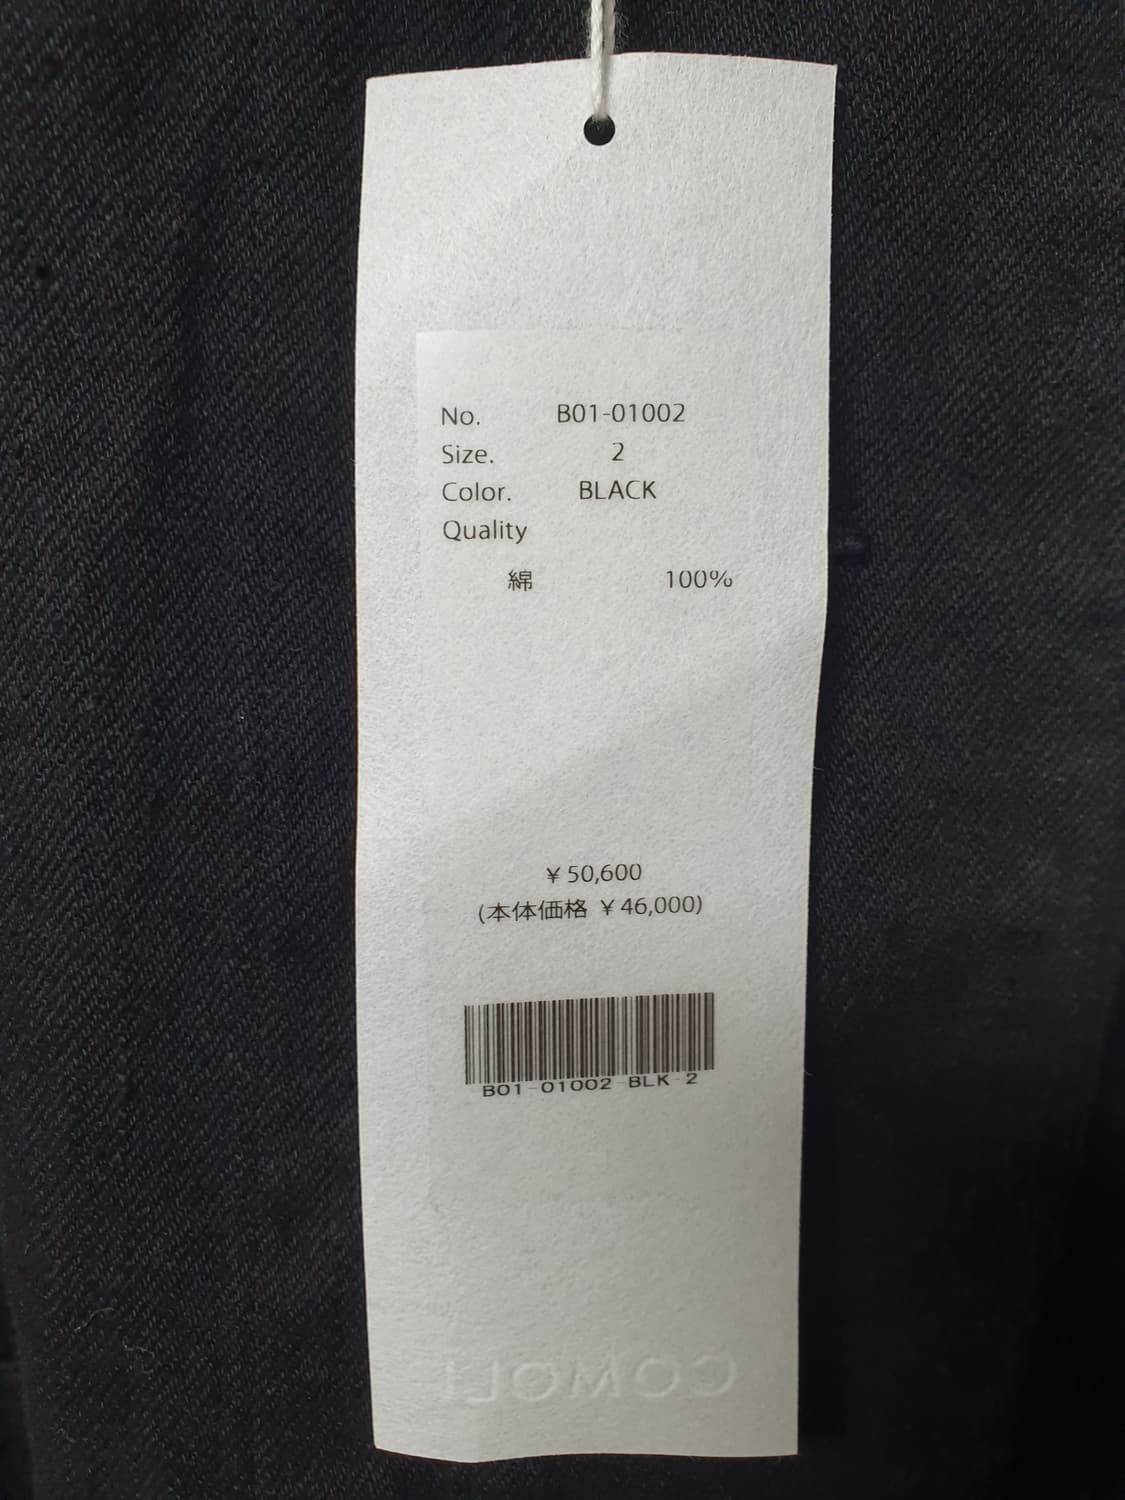 No. B01-01002
Size. 2
Color. BLACK
Quality
綿 100%
¥50,600
(本体価格 ¥46,000)
B01-01002-BLK-2
COMOLI